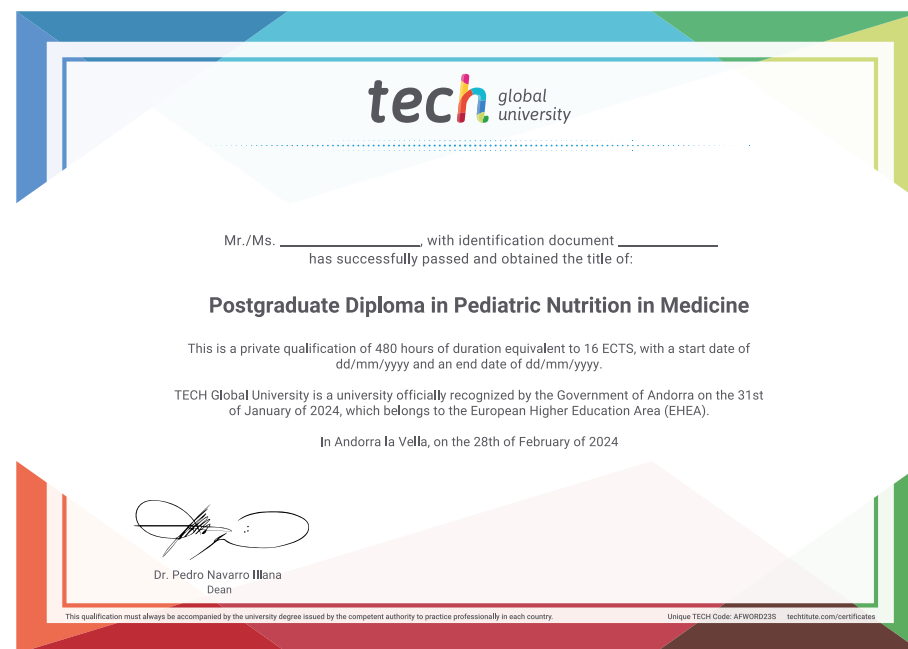 tech global university
Mr./Ms. ____________________, with identification document ______________
has successfully passed and obtained the title of:
Postgraduate Diploma in Pediatric Nutrition in Medicine
This is a private qualification of 480 hours of duration equivalent to 16 ECTS, with a start date of
dd/mm/yyyy and an end date of dd/mm/yyyy.
TECH Global University is a university officially recognized by the Government of Andorra on the 31st
of January of 2024, which belongs to the European Higher Education Area (EHEA).
In Andorra la Vella, on the 28th of February of 2024
Dr. Pedro Navarro Illana
Dean
This qualification must always be accompanied by the university degree issued by the competent authority to practice professionally in each country.
Unique TECH Code: AFWORD23S techtitute.com/certificates